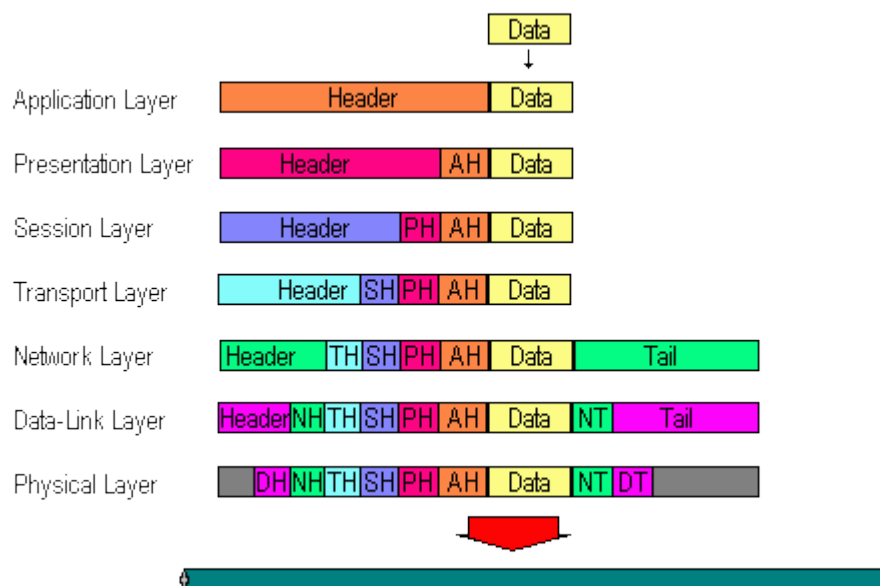 Data
Application Layer Header Data
Presentation Layer Header AH Data
Session Layer Header PH AH Data
Transport Layer Header SH PH AH Data
Network Layer Header TH SH PH AH Data Tail
Data-Link Layer Header NH TH SH PH AH Data NT Tail
Physical Layer DH NH TH SH PH AH Data NT DT